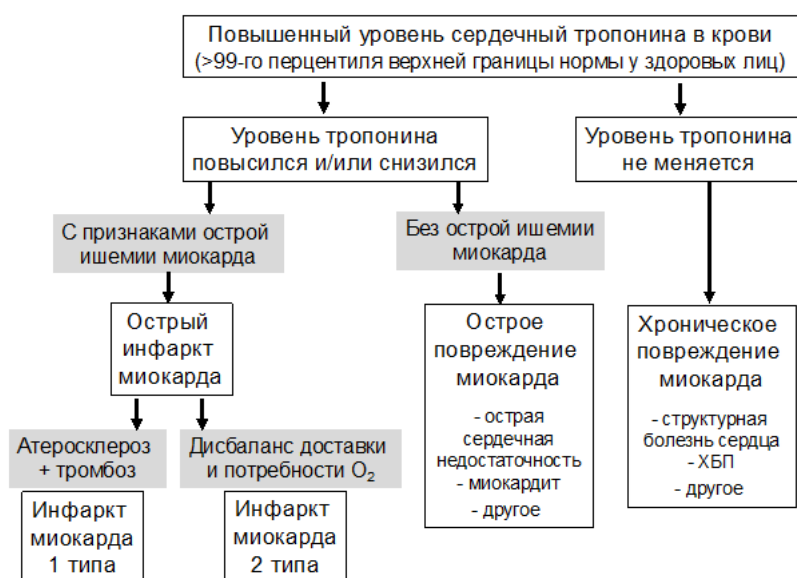 Повышенный уровень сердечного тропонина в крови
(>99-го перцентиля верхней границы нормы у здоровых лиц)
Уровень тропонина
повысился и/или снизился
Уровень тропонина
не меняется
С признаками острой
ишемии миокарда
Без острой ишемии
миокарда
Острый
инфаркт
миокарда
Острое
повреждение
миокарда
- острая
сердечная
недостаточность
- миокардит
- другое
Хроническое
повреждение
миокарда
- структурная
болезнь сердца
- ХБП
- другое
Атеросклероз
+ тромбоз
Дисбаланс доставки
и потребности O₂
Инфаркт
миокарда
1 типа
Инфаркт
миокарда
2 типа